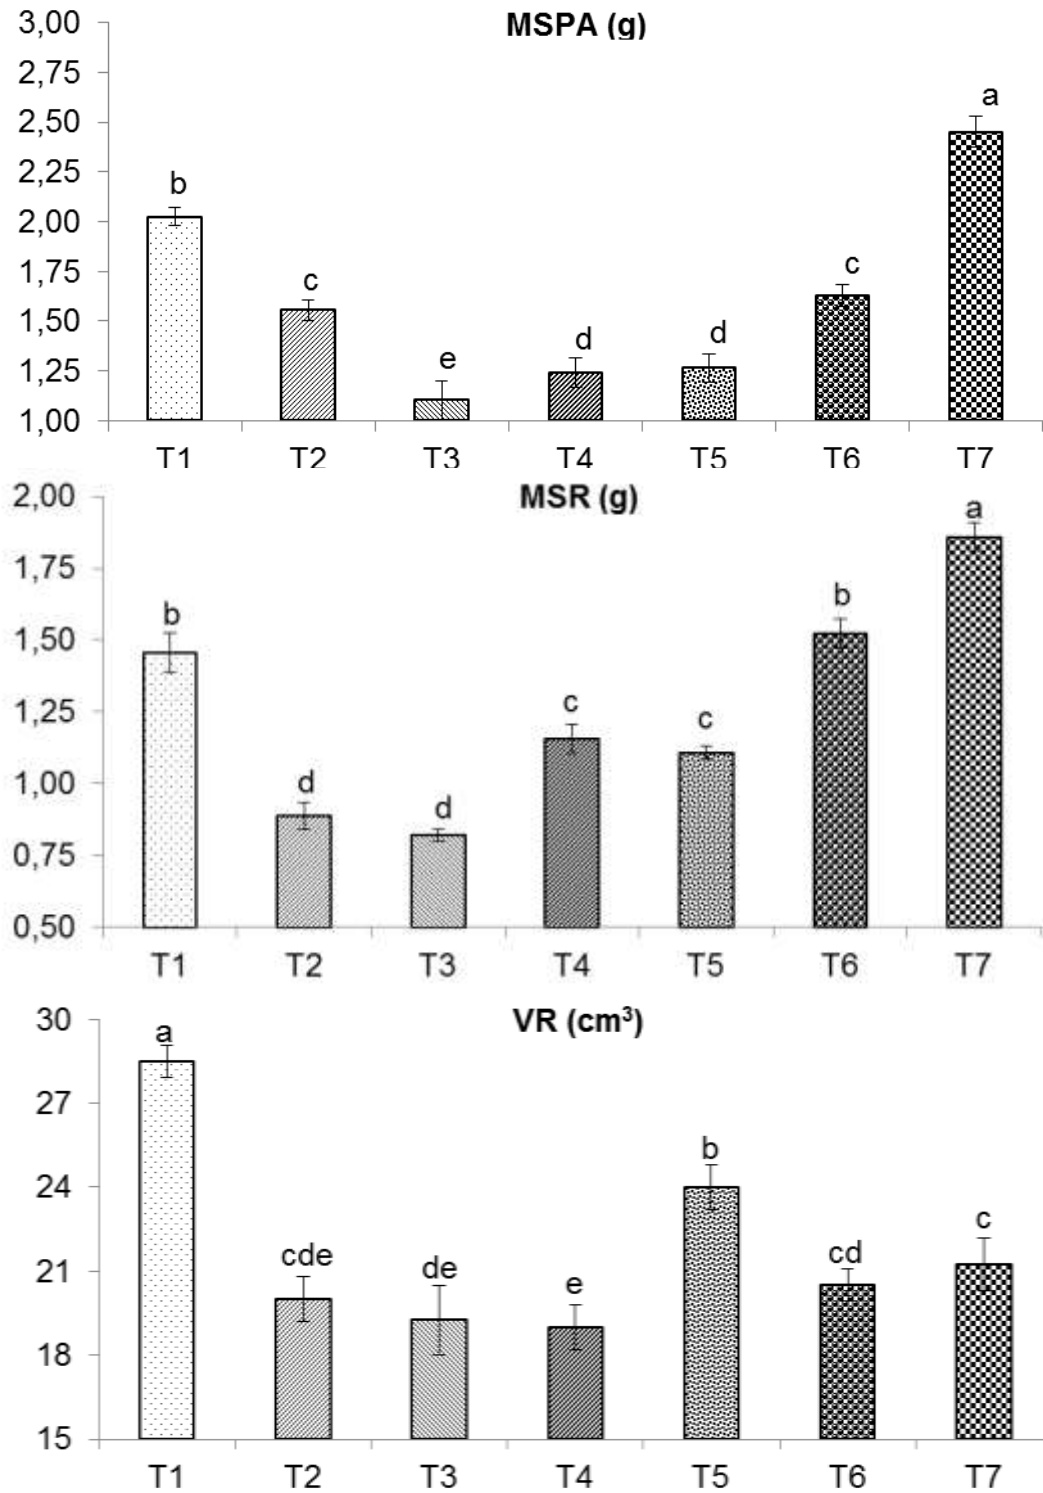 MSPA (g)
3,00
2,75
2,50
2,25
2,00
1,75
1,50
1,25
1,00
b
c
e
d
d
c
a
T1 T2 T3 T4 T5 T6 T7
MSR (g)
2,00
1,75
1,50
1,25
1,00
0,75
0,50
b
d
d
c
c
b
a
T1 T2 T3 T4 T5 T6 T7
VR (cm³)
30
27
24
21
18
15
a
cde
de
e
b
cd
c
T1 T2 T3 T4 T5 T6 T7